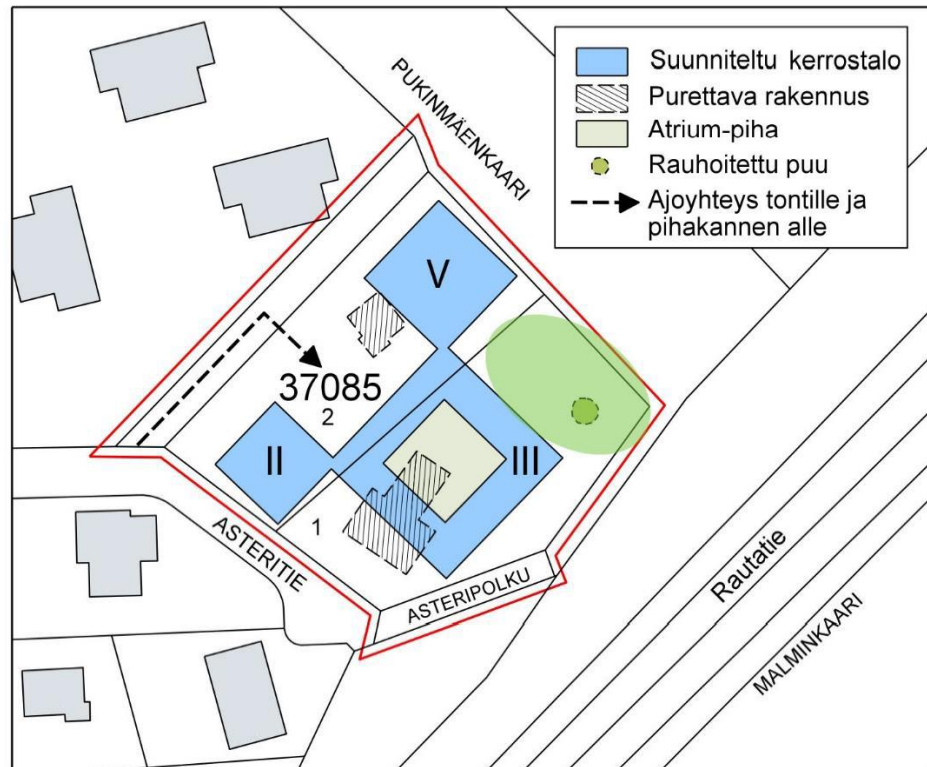 Suunniteltu kerrostalo
Purettava rakennus
Atrium-piha
Rauhoitettu puu
Ajoyhteys tontille ja
pihakannen alle
PUKINMÄENKAARI
V
37085
2
II
III
1
ASTERITIE
ASTERIPOLKU
Rautatie
MALMINKAARI